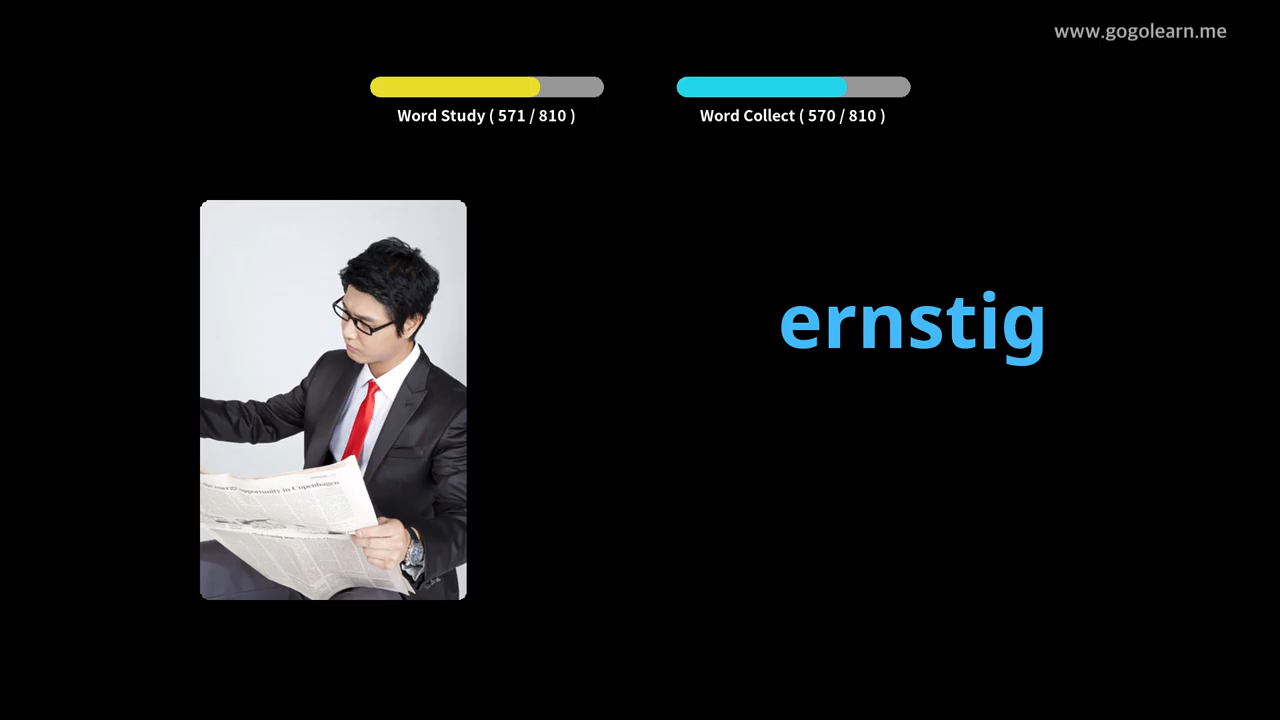 www.gogolearn.me
Word Study ( 571 / 810 )
Word Collect ( 570 / 810 )
ernstig
opportunity in Copenhagen